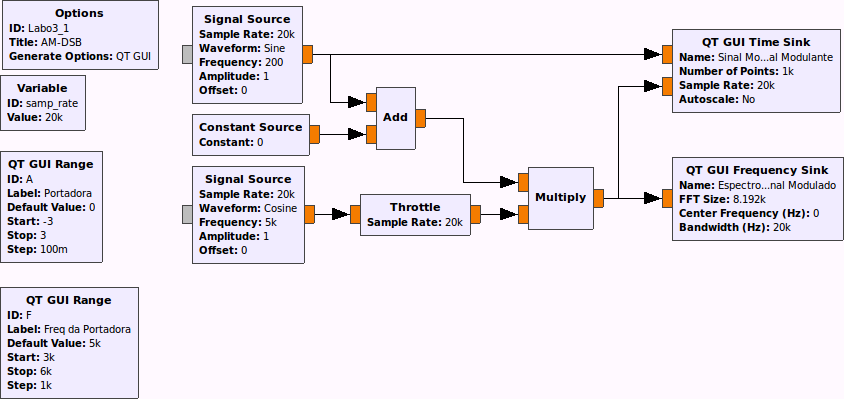 Options
ID: Labo3_1
Title: AM-DSB
Generate Options: QT GUI
Variable
ID: samp_rate
Value: 20k
QT GUI Range
ID: A
Label: Portadora
Default Value: 0
Start: -3
Stop: 3
Step: 100m
QT GUI Range
ID: F
Label: Freq da Portadora
Default Value: 5k
Start: 3k
Stop: 6k
Step: 1k
Signal Source
Sample Rate: 20k
Waveform: Sine
Frequency: 200
Amplitude: 1
Offset: 0
Constant Source
Constant: 0
Signal Source
Sample Rate: 20k
Waveform: Cosine
Frequency: 5k
Amplitude: 1
Offset: 0
Add
Throttle
Sample Rate: 20k
Multiply
QT GUI Time Sink
Name: Sinal Mo...al Modulante
Number of Points: 1k
Sample Rate: 20k
Autoscale: No
QT GUI Frequency Sink
Name: Espectro...nal Modulado
FFT Size: 8.192k
Center Frequency (Hz): 0
Bandwidth (Hz): 20k